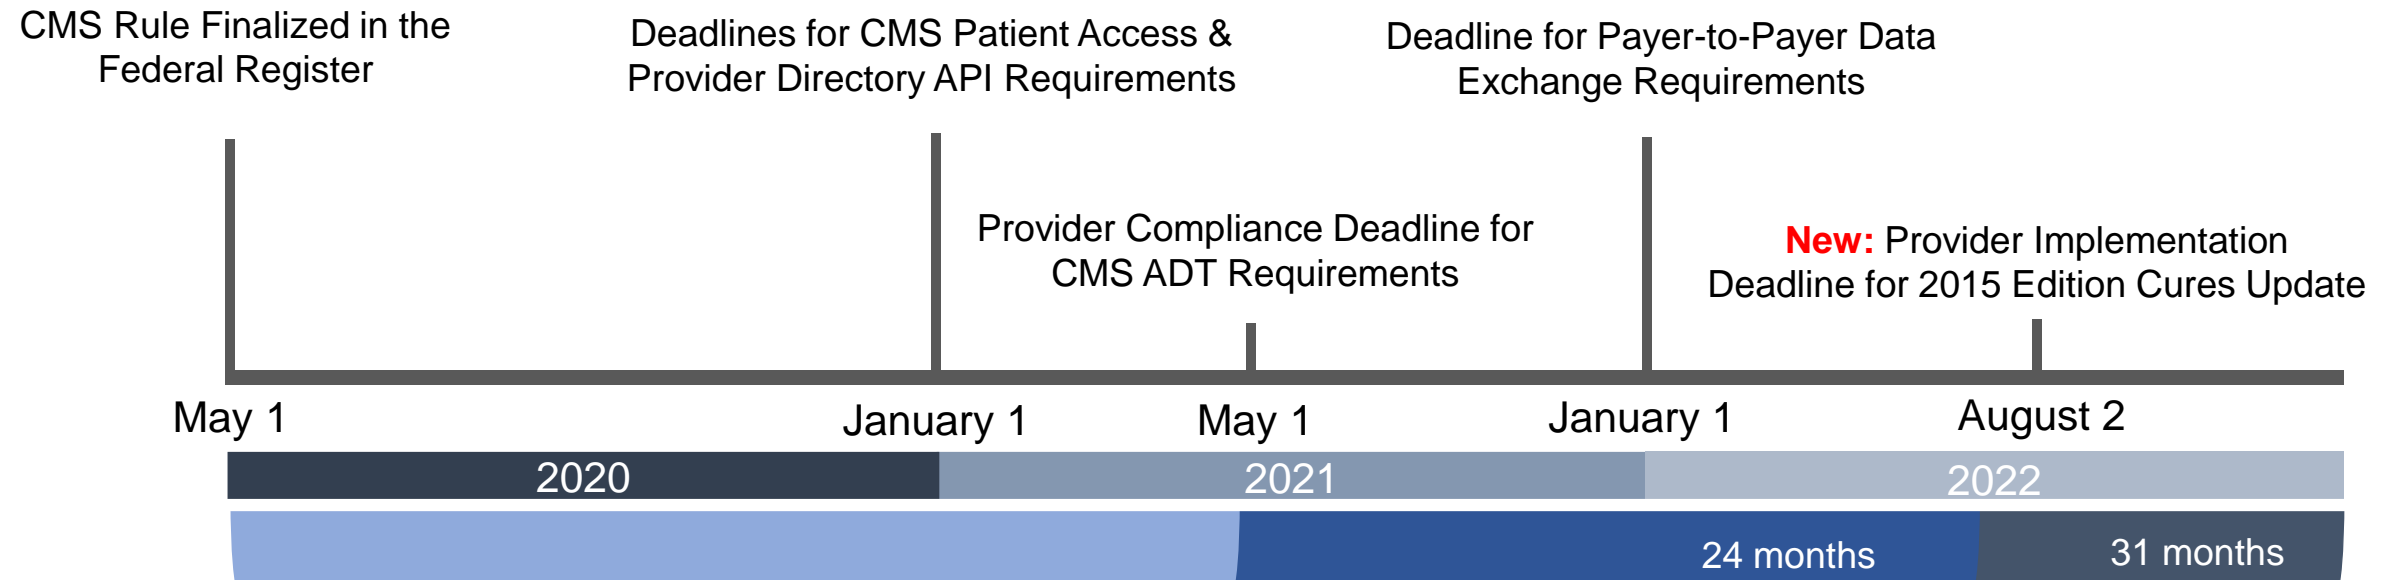 CMS Rule Finalized in the
Federal Register
Deadlines for CMS Patient Access &
Provider Directory API Requirements
Deadline for Payer-to-Payer Data
Exchange Requirements
Provider Compliance Deadline for
CMS ADT Requirements
New: Provider Implementation
Deadline for 2015 Edition Cures Update
May 1
January 1
May 1
January 1
August 2
2020
2021
2022
24 months
31 months